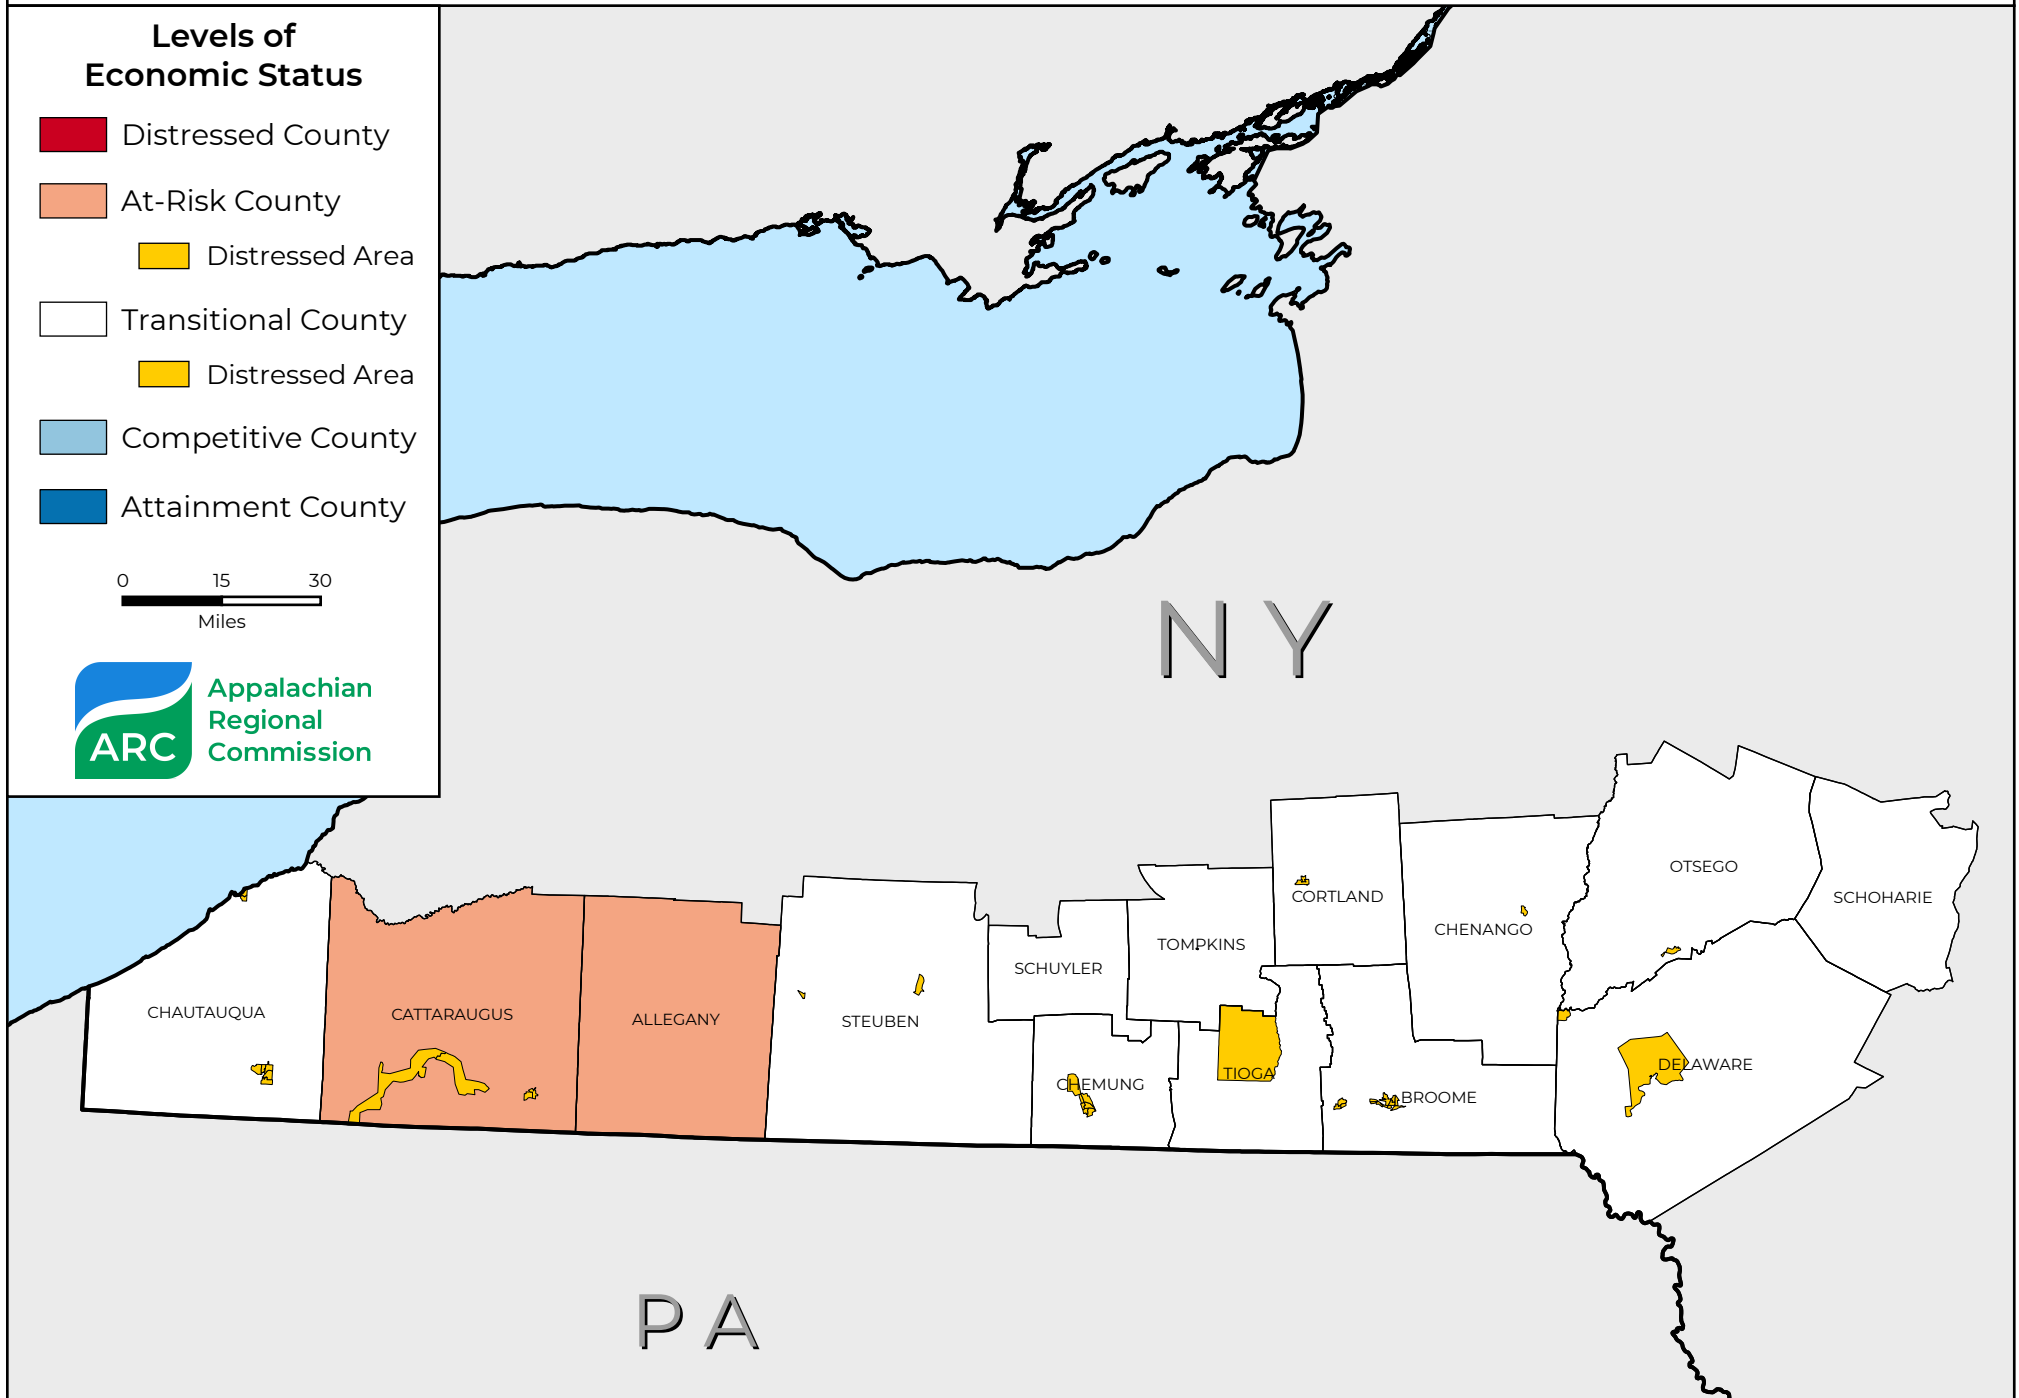 Levels of
Economic Status
Distressed County
At-Risk County
Distressed Area
Transitional County
Distressed Area
Competitive County
Attainment County
0 15 30
Miles
ARC
Appalachian
Regional
Commission
NY
OTSEGO
SCHOHARIE
CORTLAND
CHENANGO
TOMPKINS
SCHUYLER
CHAUTAUQUA
CATTARAUGUS
ALLEGANY
STEUBEN
DELAWARE
TIOGA
CHEMUNG
BROOME
PA